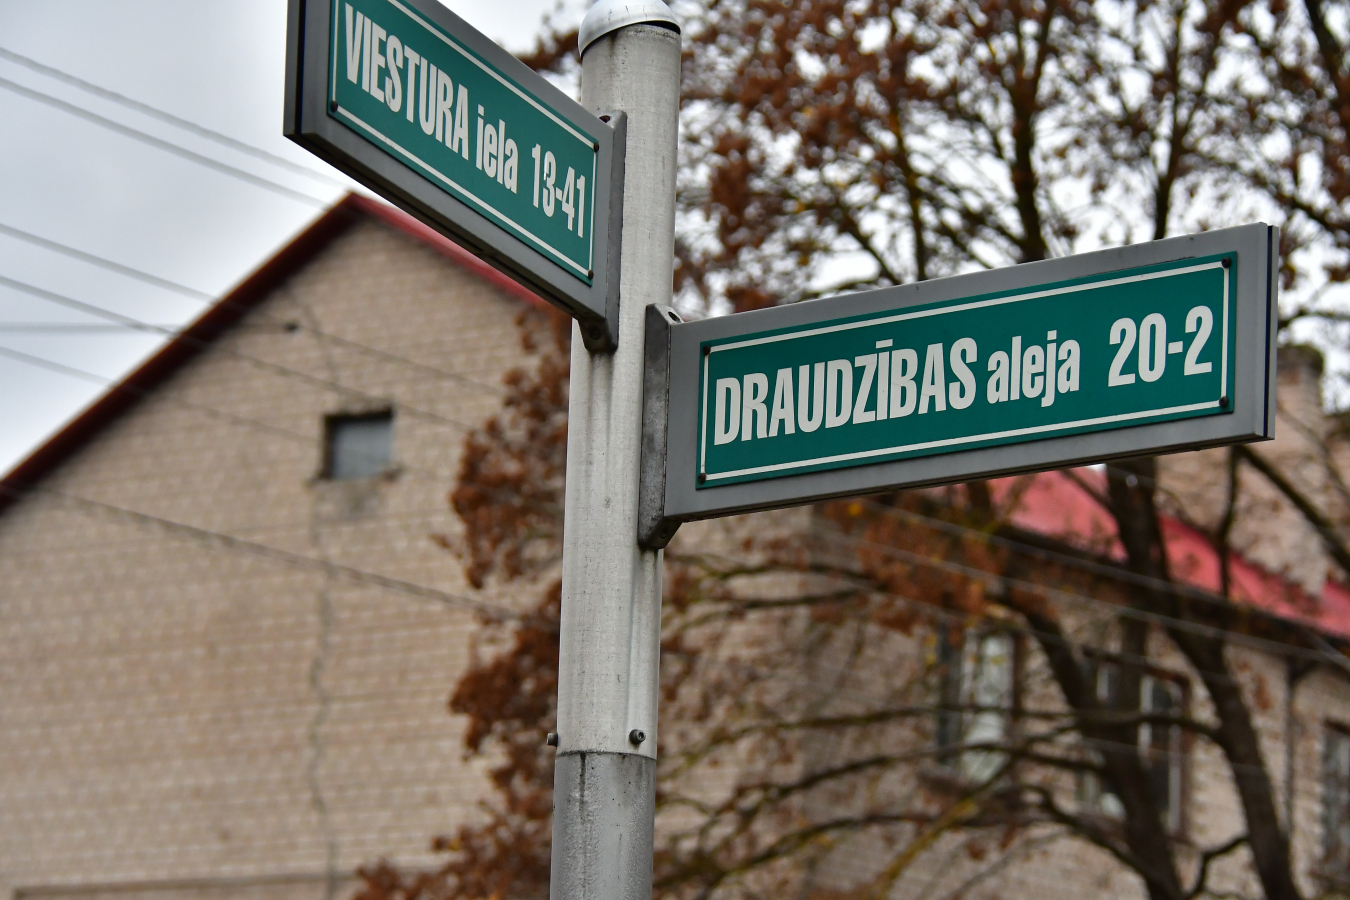 VIESTURA iela 13-41
DRAUDZĪBAS aleja 20-2